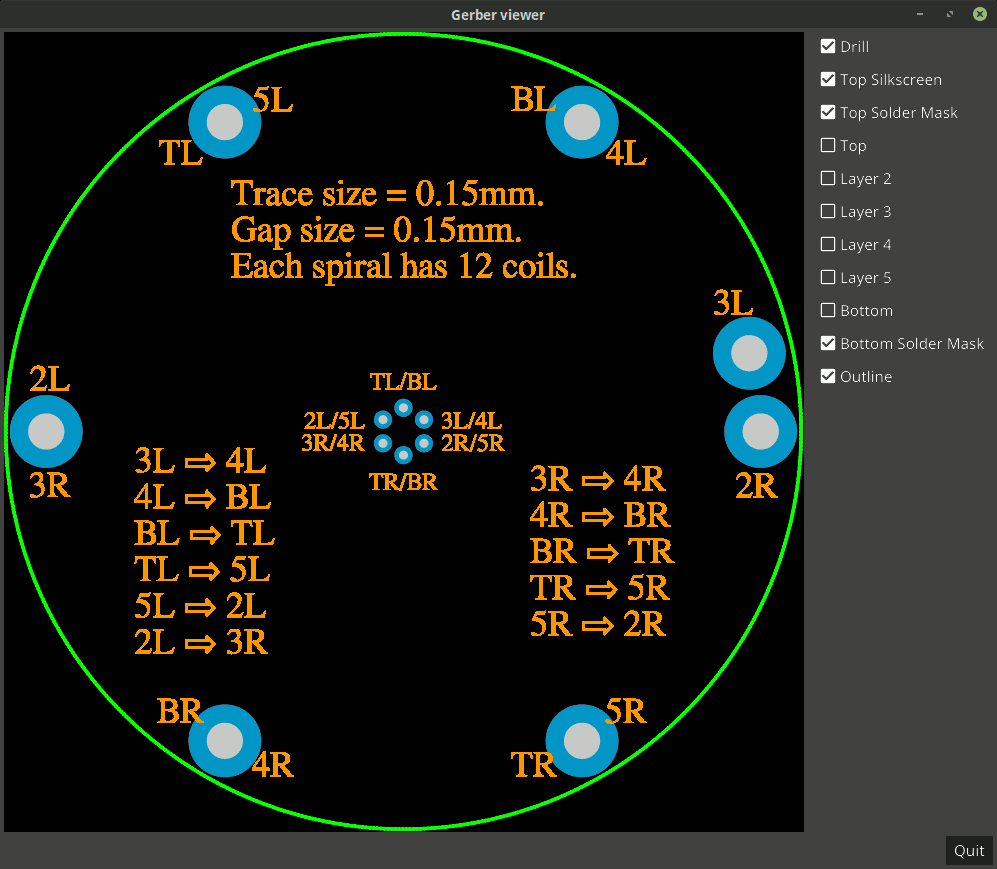 Gerber viewer
Drill
Top Silkscreen
Top Solder Mask
Top
Layer 2
Layer 3
Layer 4
Layer 5
Bottom
Bottom Solder Mask
Outline
5L
TL
BL
4L
Trace size = 0.15mm.
Gap size = 0.15mm.
Each spiral has 12 coils.
3L
2L
3R
2R
TL/BL
2L/5L
3L/4L
3R/4R
2R/5R
TR/BR
3L ⇨ 4L
4L ⇨ BL
BL ⇨ TL
TL ⇨ 5L
5L ⇨ 2L
2L ⇨ 3R
3R ⇨ 4R
4R ⇨ BR
BR ⇨ TR
TR ⇨ 5R
5R ⇨ 2R
BR
4R
5R
TR
Quit